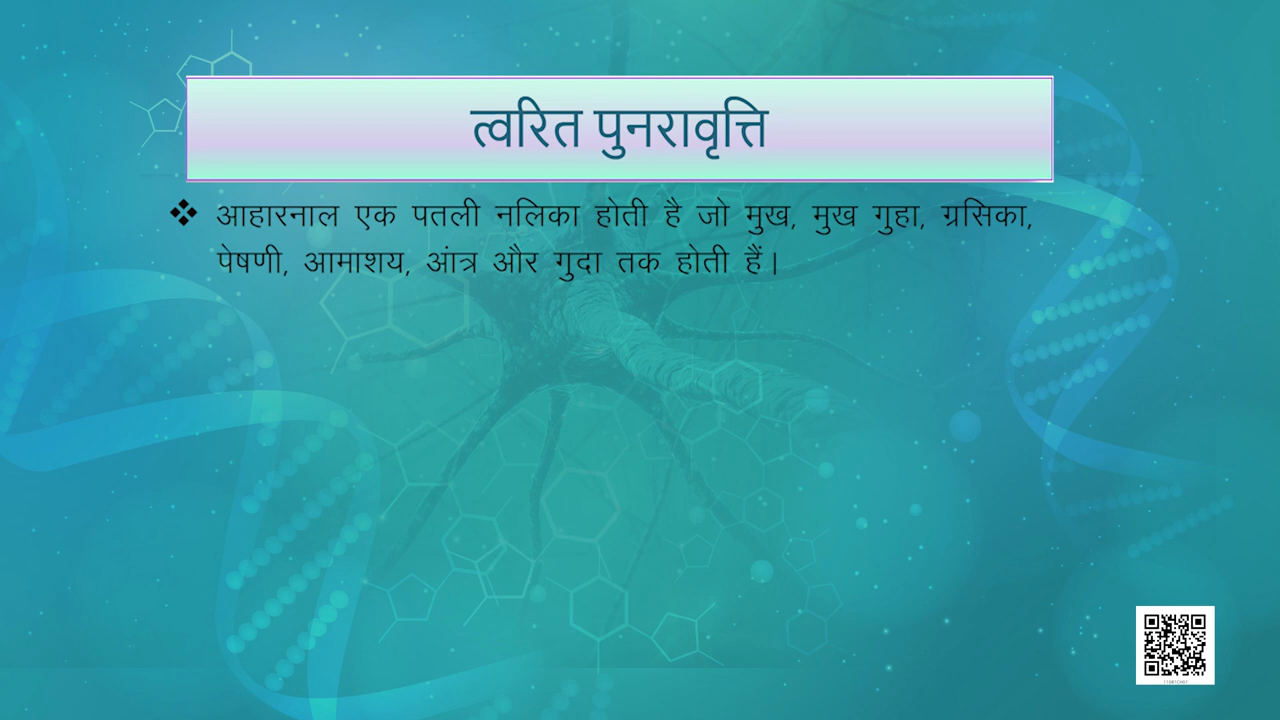 त्वरित पुनरावृत्ति
❖ आहारनाल एक पतली नलिका होती है जो मुख, मुख गुहा, ग्रसिका,
पेषणी, आमाशय, आंत्र और गुदा तक होती हैं।